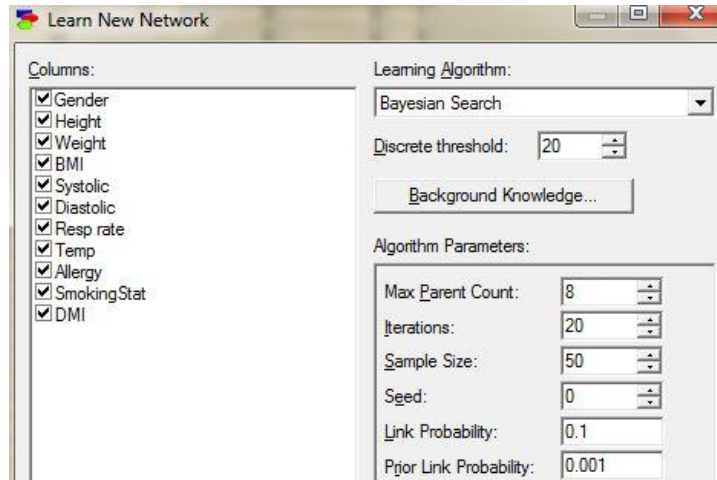 Learn New Network
Columns:
Gender
Height
Weight
BMI
Systolic
Diastolic
Resp rate
Temp
Allergy
SmokingStat
DMI
Learning Algorithm:
Bayesian Search
Discrete threshold: 20
Background Knowledge...
Algorithm Parameters:
Max Parent Count: 8
Iterations: 20
Sample Size: 50
Seed: 0
Link Probability: 0.1
Prior Link Probability: 0.001